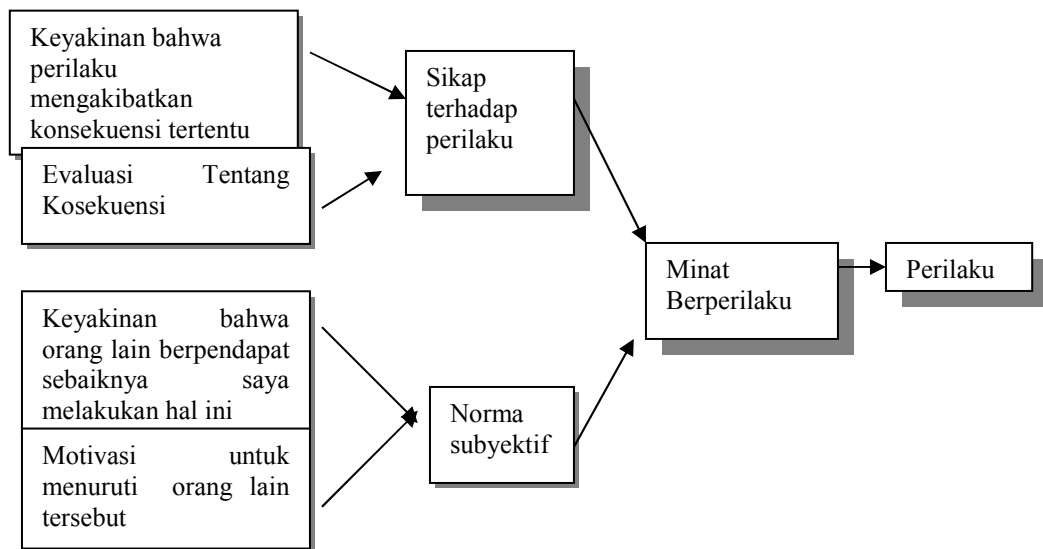 Keyakinan bahwa
perilaku
mengakibatkan
konsekuensi tertentu
Evaluasi Tentang
Kosekuensi
Sikap
terhadap
perilaku
Keyakinan bahwa
orang lain berpendapat
sebaiknya saya
melakukan hal ini
Motivasi untuk
menuruti orang lain
tersebut
Norma
subyektif
Minat
Berperilaku
Perilaku